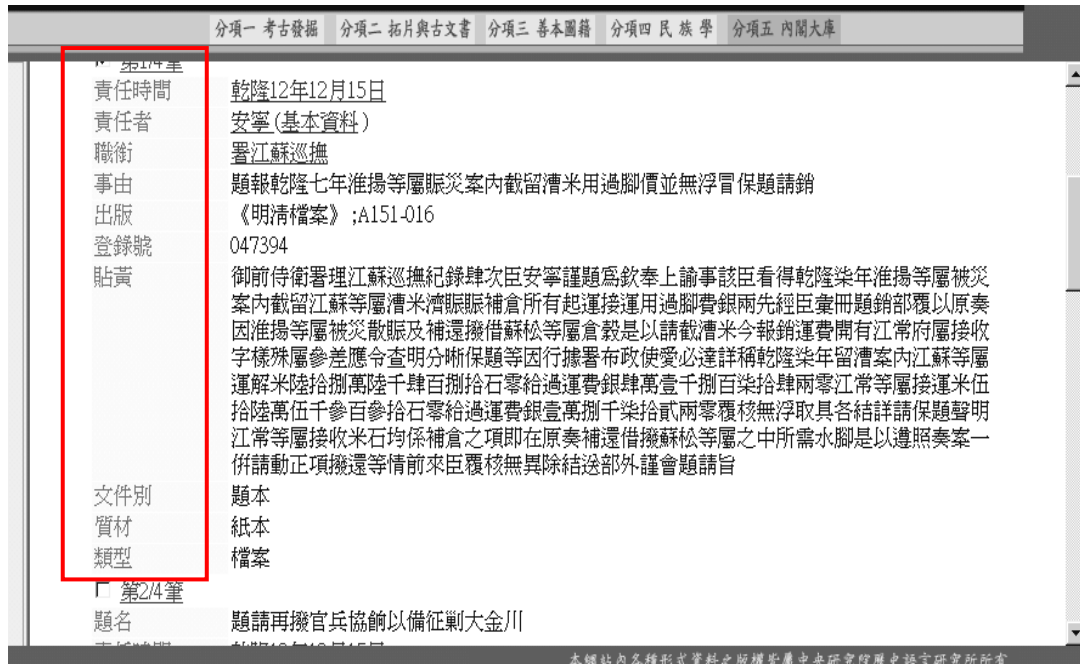 分項一 考古發掘 分項二 拓片與古文書 分項三 善本圖籍 分項四 民族學 分項五 內閣大庫
第1/4筆
責任時間 乾隆12年12月15日
責任者 安寧(基本資料)
職銜 署江蘇巡撫
事由 題報乾隆七年淮揚等屬賑災案內截留漕米用過腳價並無浮冒保題請銷
出版 《明清檔案》;A151-016
登錄號 047394
貼黃 御前侍衛署理江蘇巡撫紀錄肆次臣安寧謹題爲欽奉上諭事該臣看得乾隆柒年淮揚等屬被災
案內截留江蘇等屬漕米濟賑賑補倉所有起運接運用過腳費銀兩先經臣彙冊題銷部覆以原奏
因淮揚等屬被災散賑及補還撥借蘇松等屬倉穀是以請截漕米今報銷運費開有江常府屬接收
字樣殊屬參差應令查明分晰保題等因行據署布政使愛必達詳稱乾隆柒年留漕案內江蘇等屬
運解米陸拾捌萬陸千肆百捌拾石零給過運費銀肆萬壹千捌百柒拾肆兩零江常等屬接運米伍
拾陸萬伍千參百參拾石零給過運費銀壹萬捌千柒拾貳兩零覆核無浮取具各結詳請保題聲明
江常等屬接收米石均係補倉之項即在原奏補還借撥蘇松等屬之中所需水腳是以遵照奏案一
併請動正項撥還等情前來臣覆核無異除結送部外謹會題請旨
文件別 題本
質材 紙本
類型 檔案
第2/4筆
題名 題請再撥官兵協餉以備征剿大金川
本網站內各種形式資料之版權皆屬中央研究院歷史語言研究所所有